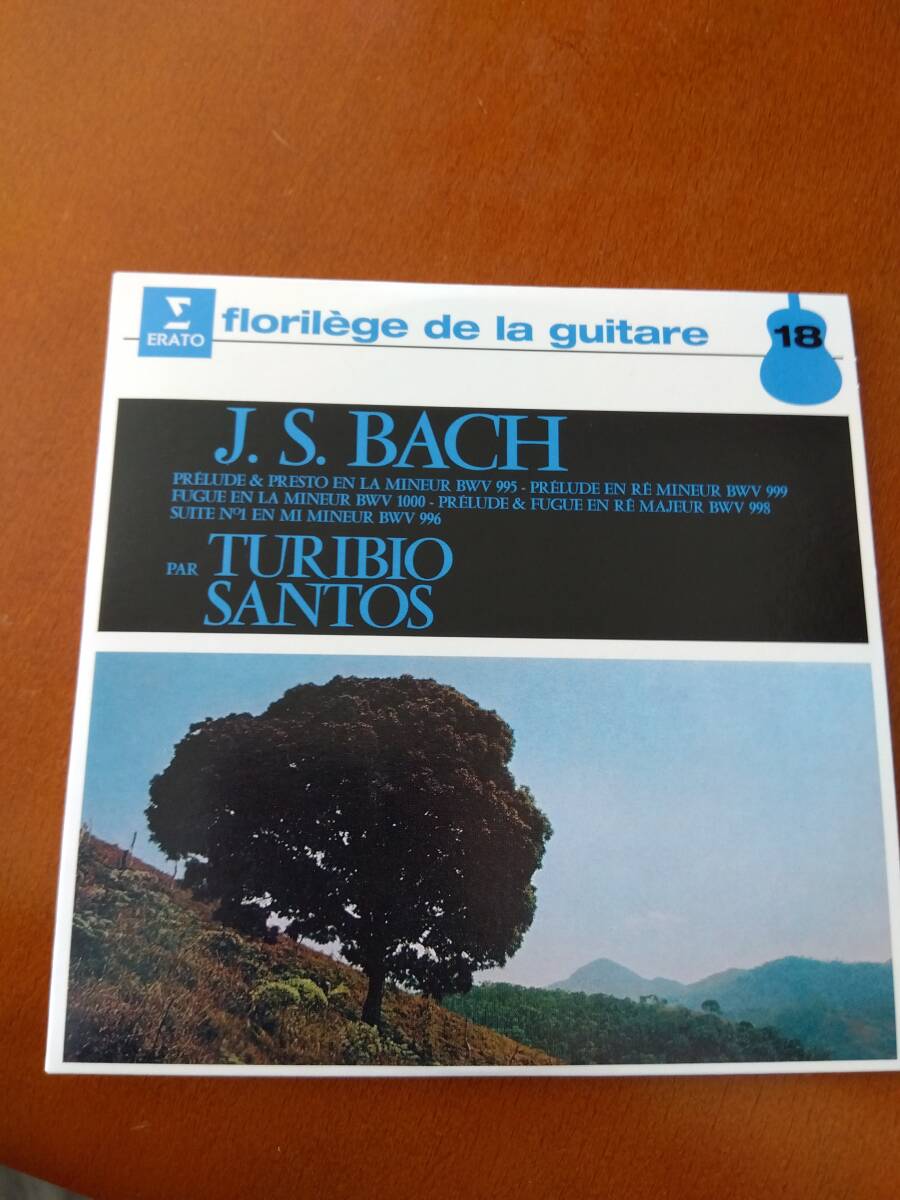 ERATO
florilège de la guitare
18
J. S. BACH
PRÉLUDE & PRESTO EN LA MINEUR BWV 995 - PRÉLUDE EN RÉ MINEUR BWV 999
FUGUE EN LA MINEUR BWV 1000 - PRÉLUDE & FUGUE EN RÉ MAJEUR BWV 998
SUITE Nº1 EN MI MINEUR BWV 996
PAR TURIBIO
SANTOS